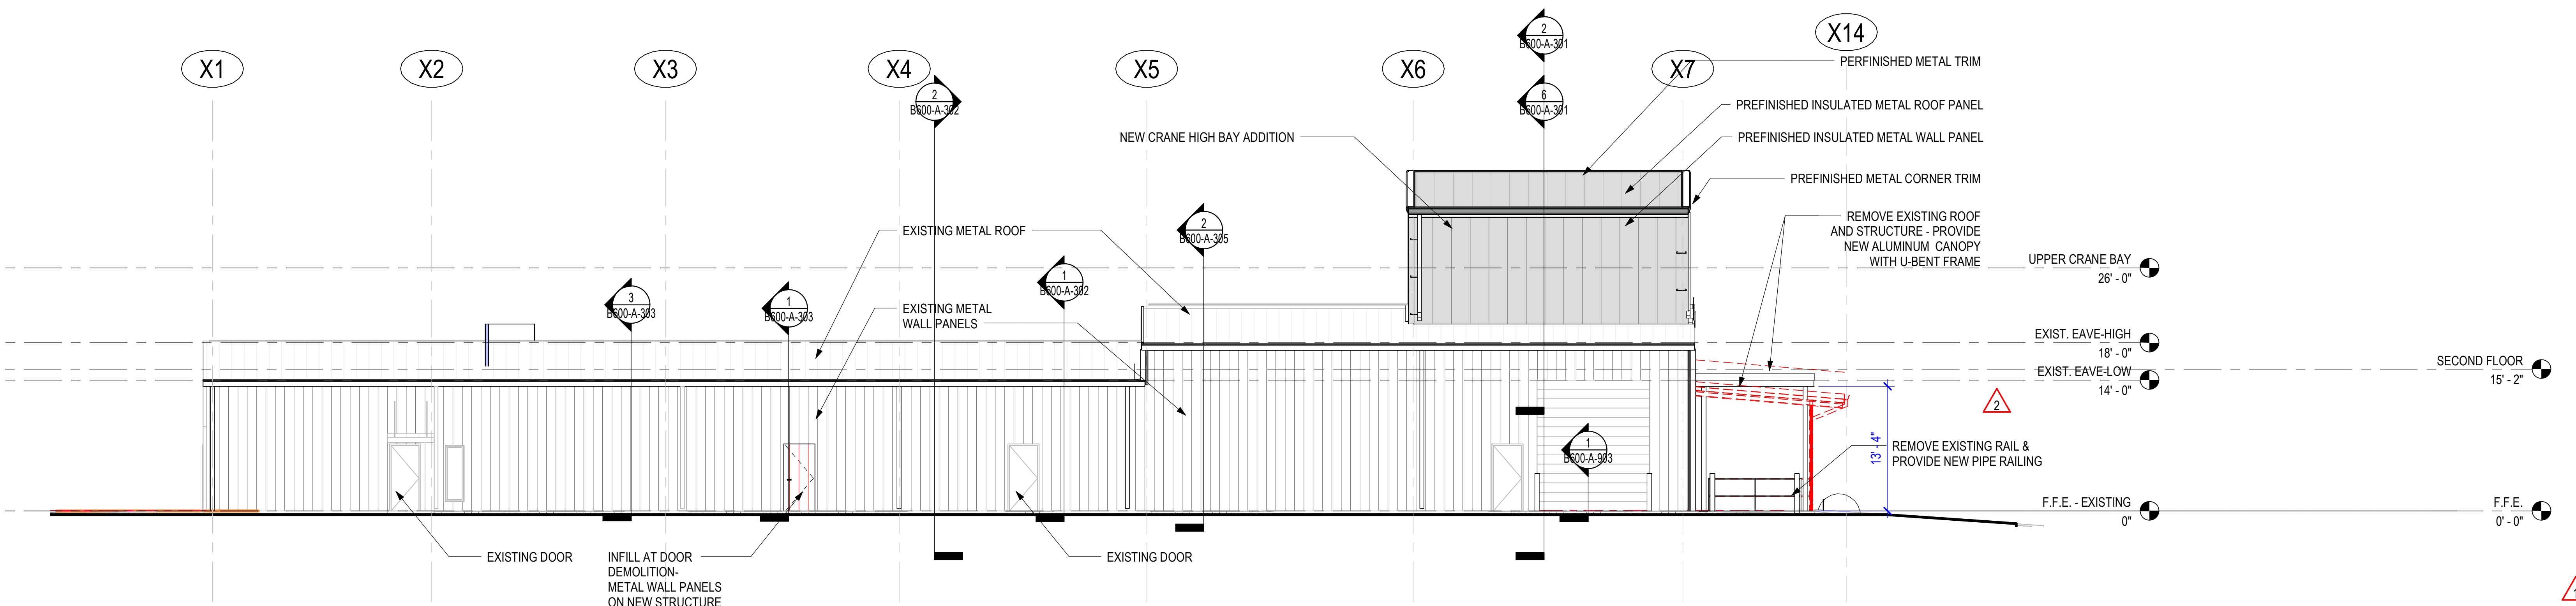 X1
X2
X3
X4
X5
X6
X7
X14
2
B600-A-302
2
B600-A-301
6
B600-A-301
PERFINISHED METAL TRIM
PREFINISHED INSULATED METAL ROOF PANEL
NEW CRANE HIGH BAY ADDITION
PREFINISHED INSULATED METAL WALL PANEL
PREFINISHED METAL CORNER TRIM
REMOVE EXISTING ROOF
AND STRUCTURE - PROVIDE
NEW ALUMINUM CANOPY
WITH U-BENT FRAME
EXISTING METAL ROOF
2
B600-A-305
UPPER CRANE BAY
26' - 0"
3
B600-A-303
1
B600-A-303
1
B600-A-302
EXISTING METAL
WALL PANELS
EXIST. EAVE-HIGH
18' - 0"
SECOND FLOOR
15' - 2"
EXIST. EAVE-LOW
14' - 0"
2
13' - 4"
1
B600-A-903
REMOVE EXISTING RAIL &
PROVIDE NEW PIPE RAILING
F.F.E. - EXISTING
0"
F.F.E.
0' - 0"
EXISTING DOOR
INFILL AT DOOR
DEMOLITION-
METAL WALL PANELS
ON NEW STRUCTURE
EXISTING DOOR